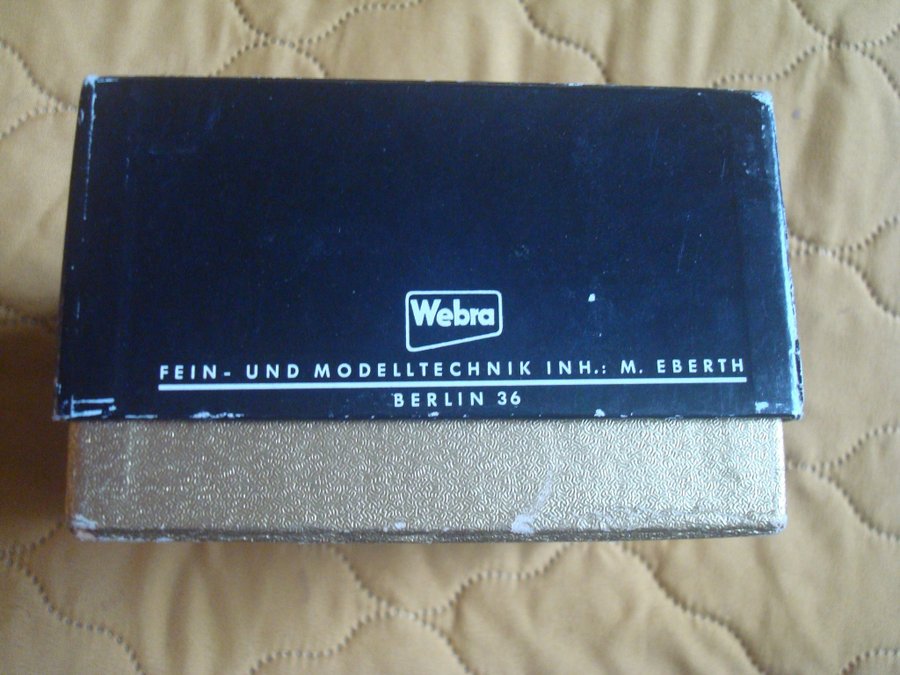 Webra
FEIN- UND MODELLTECHNIK INH.: M. EBERTH
BERLIN 36